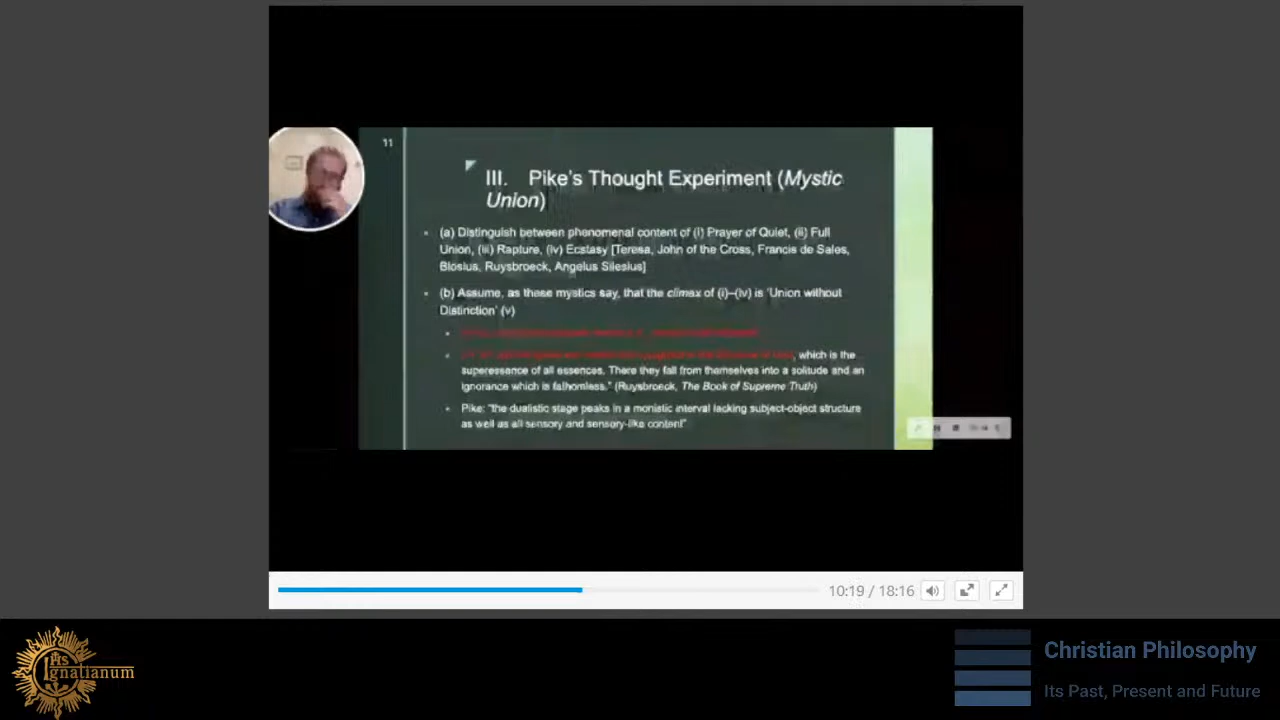 11
III. Pike's Thought Experiment (Mystic
Union)
(a) Distinguish between phenomenal content of (i) Prayer of Quiet, (ii) Full
Union, (iii) Rapture, (iv) Ecstasy [Teresa, John of the Cross, Francis de Sales,
Blosius, Ruysbroeck, Angelus Silesius]
(b) Assume, as these mystics say, that the climax of (i)–(iv) is 'Union without
Distinction' (v)
, which is the
superessence of all essences. There they fall from themselves into a solitude and an
ignorance which is fathomless." (Ruysbroeck, The Book of Supreme Truth)
Pike: "the dualistic stage peaks in a monistic interval lacking subject-object structure
as well as all sensory and sensory-like content"
10:19 / 18:16
Ignatianum
Christian Philosophy
Its Past, Present and Future